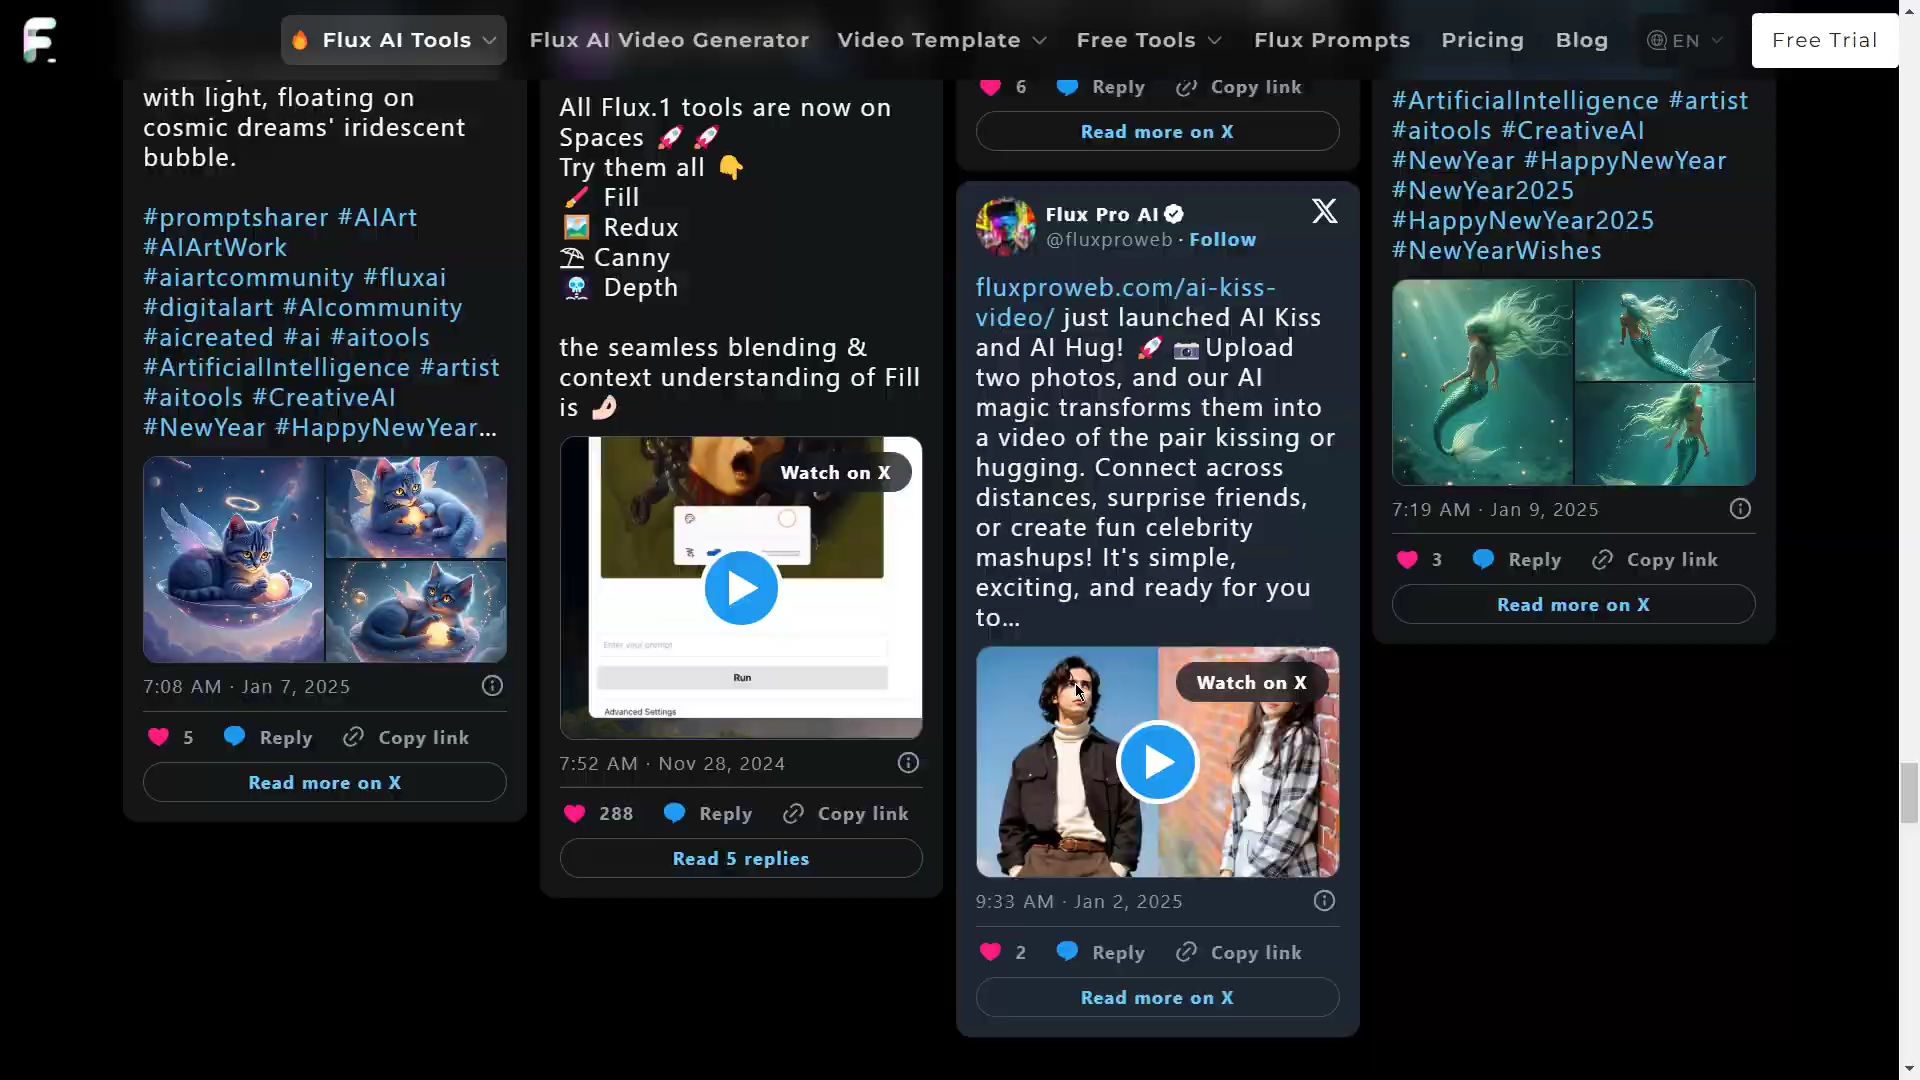 F.
Flux AI Tools
Flux AI Video Generator
Video Template
Free Tools
Flux Prompts
Pricing
Blog
EN
Free Trial
with light, floating on
cosmic dreams' iridescent
bubble.
#promptsharer #AIArt
#AIArtWork
#aiartcommunity #fluxai
#digitalart #AIcommunity
#aicreated #ai #aitools
#ArtificialIntelligence #artist
#aitools #CreativeAI
#NewYear #HappyNewYear...
7:08 AM · Jan 7, 2025
5 Reply Copy link
Read more on X
All Flux.1 tools are now on
Spaces 🚀 🚀
Try them all 👇
🖌️ Fill
🖼️ Redux
⛱ Canny
Depth
the seamless blending &
context understanding of Fill
is 🤌🏻
Watch on X
Enter your prompt
Run
Advanced Settings
7:52 AM · Nov 28, 2024
288 Reply Copy link
Read 5 replies
6 Reply Copy link
Read more on X
Flux Pro AI
@fluxproweb · Follow
fluxproweb.com/ai-kiss-
video/ just launched AI Kiss
and AI Hug! 🚀 📷Upload
two photos, and our AI
magic transforms them into
a video of the pair kissing or
hugging. Connect across
distances, surprise friends,
or create fun celebrity
mashups! It's simple,
exciting, and ready for you
to...
Watch on X
9:33 AM · Jan 2, 2025
2 Reply Copy link
Read more on X
#ArtificialIntelligence #artist
#aitools #CreativeAI
#NewYear #HappyNewYear
#NewYear2025
#HappyNewYear2025
#NewYearWishes
7:19 AM · Jan 9, 2025
3 Reply Copy link
Read more on X